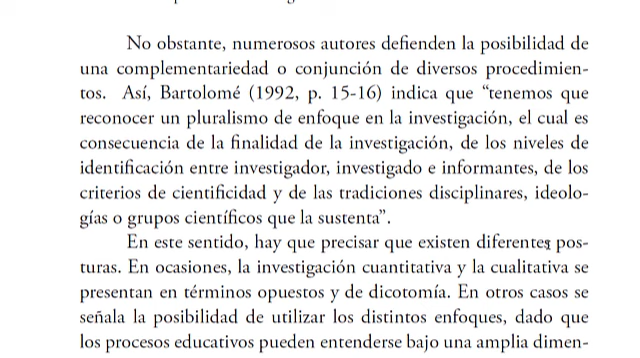 No obstante, numerosos autores defienden la posibilidad de
una complementariedad o conjunción de diversos procedimien-
tos. Así, Bartolomé (1992, p. 15-16) indica que “tenemos que
reconocer un pluralismo de enfoque en la investigación, el cual es
consecuencia de la finalidad de la investigación, de los niveles de
identificación entre investigador, investigado e informantes, de los
criterios de cientificidad y de las tradiciones disciplinares, ideolo-
gías o grupos científicos que la sustenta”.
En este sentido, hay que precisar que existen diferentes pos-
turas. En ocasiones, la investigación cuantitativa y la cualitativa se
presentan en términos opuestos y de dicotomía. En otros casos se
señala la posibilidad de utilizar los distintos enfoques, dado que
los procesos educativos pueden entenderse bajo una amplia dimen-